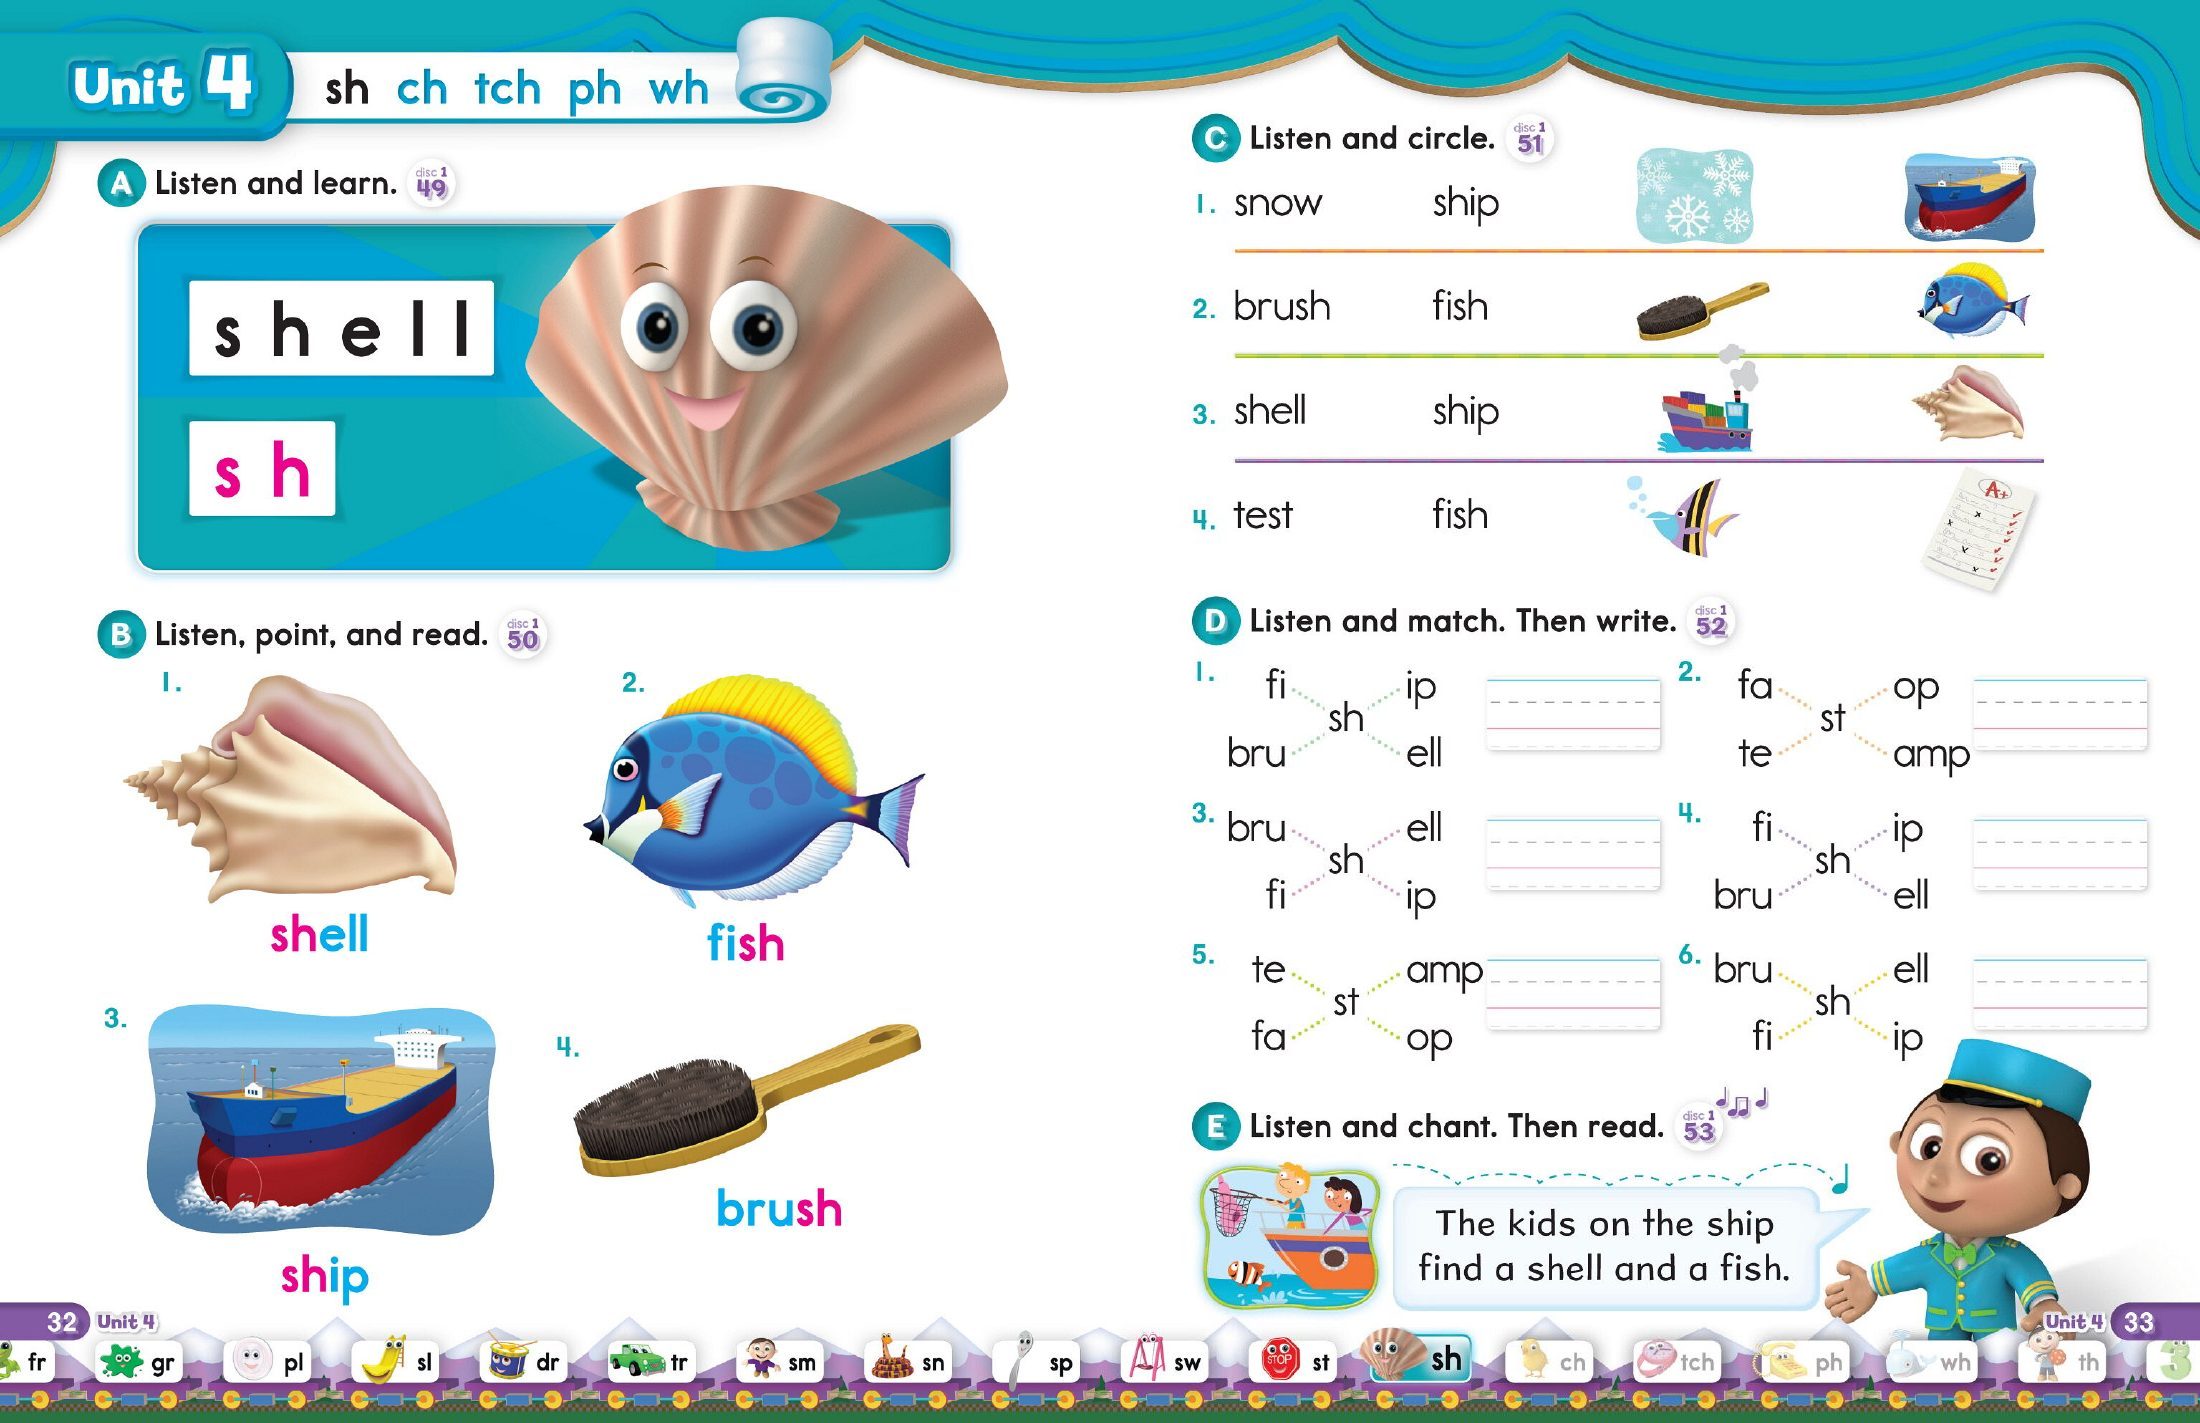 Unit 4
sh ch tch ph wh
A Listen and learn. disc 1 49
shell
sh
B Listen, point, and read. disc 1 50
1.
shell
2.
fish
3.
ship
4.
brush
32 Unit 4
C Listen and circle. disc 1 51
1. snow ship
2. brush fish
3. shell ship
4. test fish
A+
D Listen and match. Then write. disc 1 52
1. fi ip
sh
bru ell
2. fa op
st
te amp
3. bru ell
sh
fi ip
4. fi ip
sh
bru ell
5. te amp
st
fa op
6. bru ell
sh
fi ip
E Listen and chant. Then read. disc 1 53
The kids on the ship
find a shell and a fish.
Unit 4 33
fr gr pl sl dr tr sm sn sp sw STOP st sh ch tch ph wh th 3